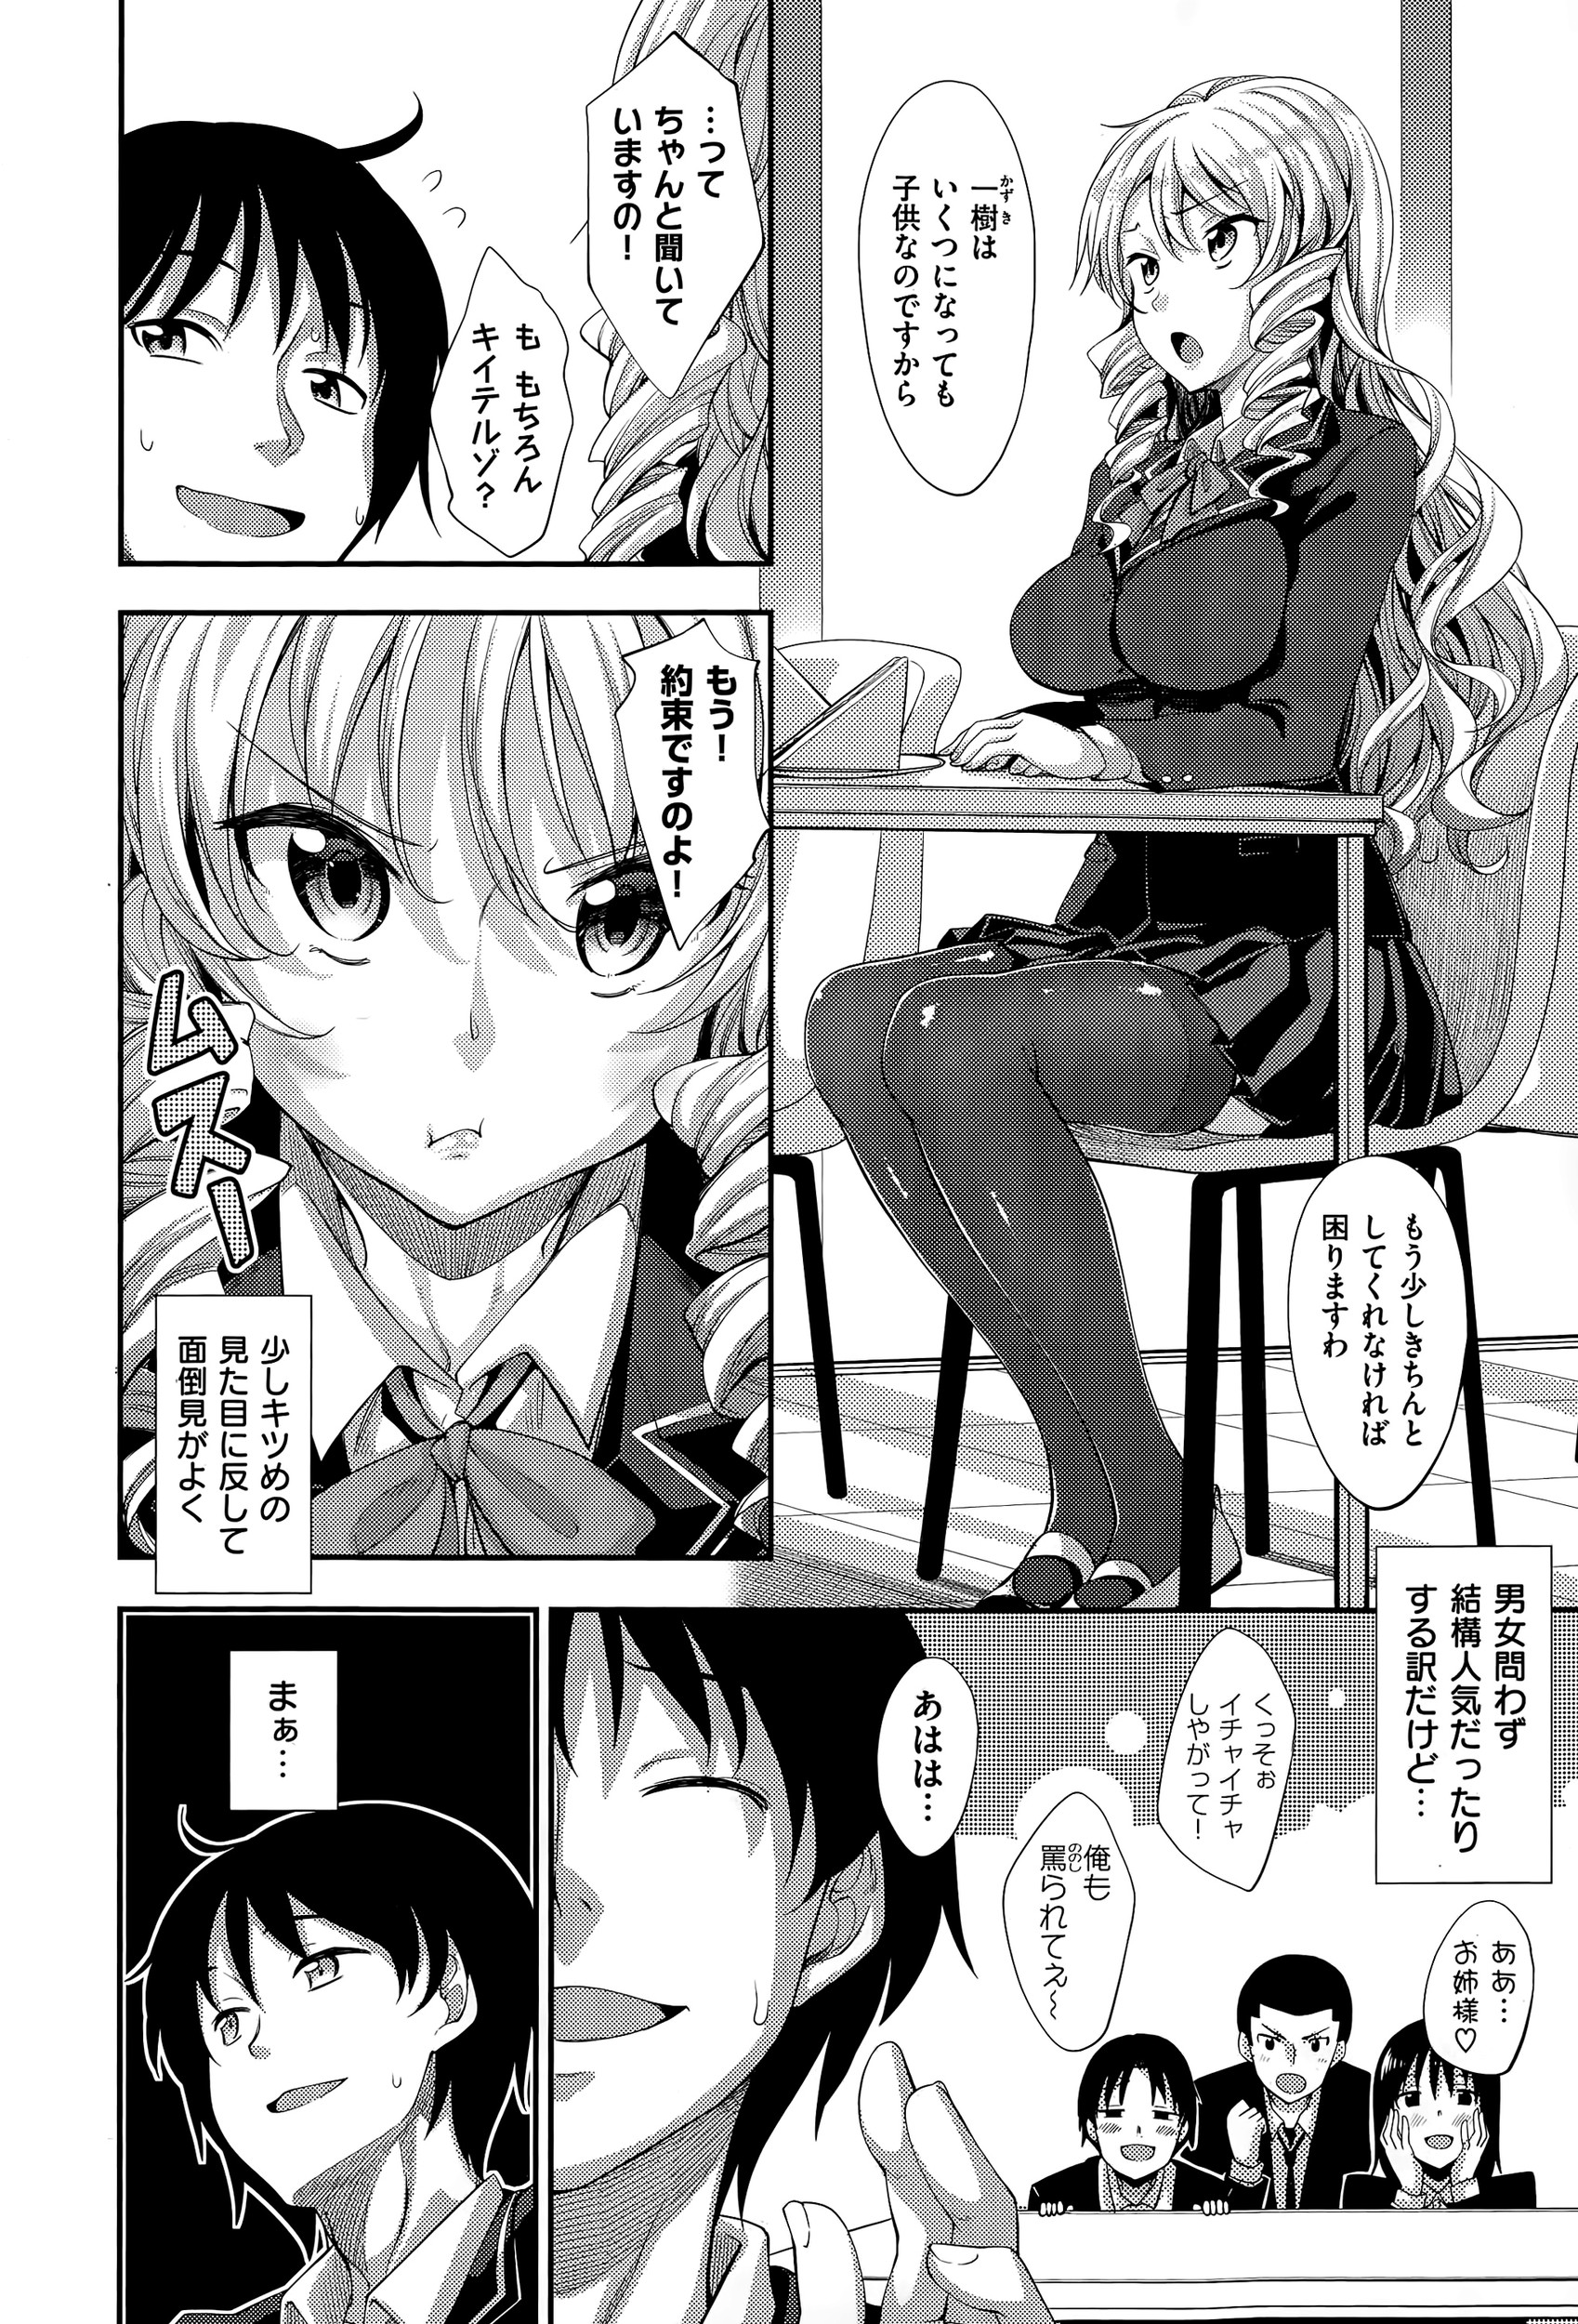 一樹は
かずき
いくつになっても
子供なのですから
もう少しきちんと
してくれなければ
困りますわ
…って
ちゃんと聞いて
いますの!
も もちろん
キイテルゾ?
もう!
約束ですのよ!
ムスー
少しキツめの
見た目に反して
面倒見がよく
男女問わず
結構人気だったり
する訳だけど…
ああ…
お姉様♡
くっそぉ
イチャイチャ
しやがって!
俺も
罵られてぇ〜
ののし
あはは…
まぁ…